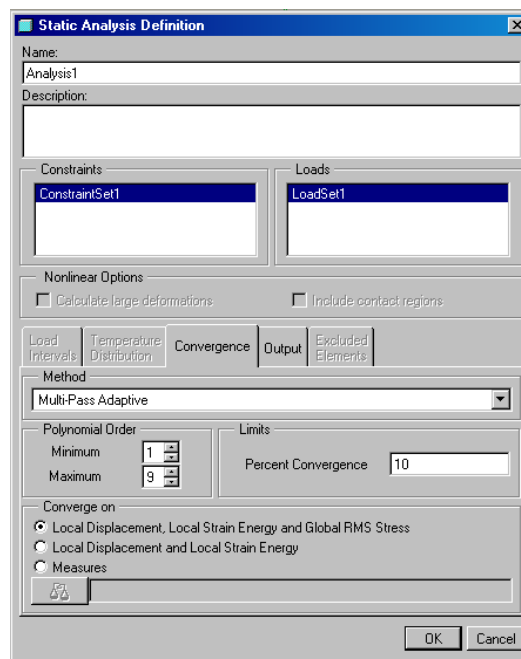 Static Analysis Definition
Name:
Analysis1
Description:
Constraints
Loads
ConstraintSet1
LoadSet1
Nonlinear Options
Calculate large deformations
Include contact regions
Load Intervals
Temperature Distribution
Convergence
Output
Excluded Elements
Method
Multi-Pass Adaptive
Polynomial Order
Limits
Minimum 1
Maximum 9
Percent Convergence 10
Converge on
Local Displacement, Local Strain Energy and Global RMS Stress
Local Displacement and Local Strain Energy
Measures
OK
Cancel